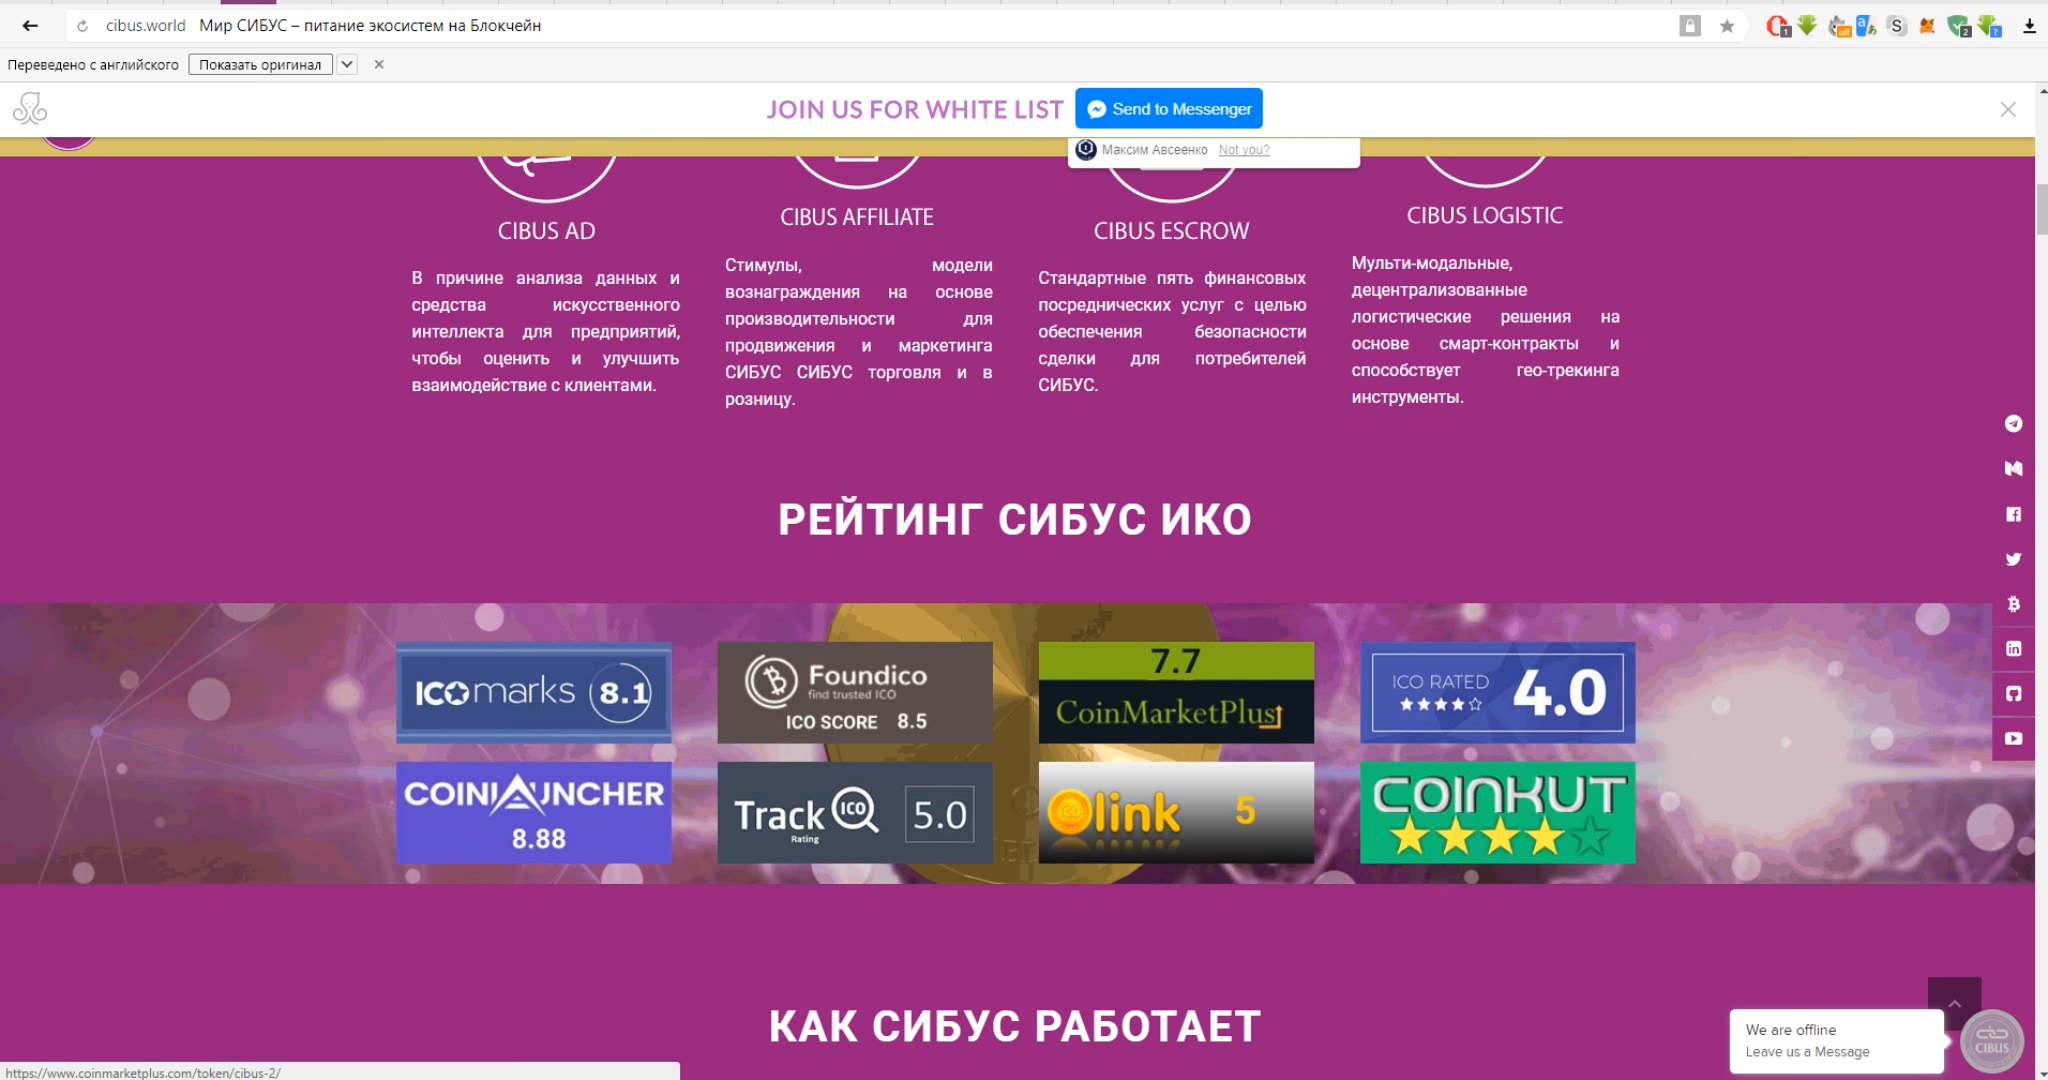 cibus.world Мир СИБУС – питание экосистем на Блокчейн
1
off
a
S
2
?
Переведено с английского Показать оригинал
JOIN US FOR WHITE LIST Send to Messenger
Максим Авсеенко Not you?
CIBUS AD
В причине анализа данных и
средства искусственного
интеллекта для предприятий,
чтобы оценить и улучшить
взаимодействие с клиентами.
CIBUS AFFILIATE
Стимулы, модели
вознаграждения на основе
производительности для
продвижения и маркетинга
СИБУС СИБУС торговля и в
розницу.
CIBUS ESCROW
Стандартные пять финансовых
посреднических услуг с целью
обеспечения безопасности
сделки для потребителей
СИБУС.
CIBUS LOGISTIC
Мульти-модальные,
децентрализованные
логистические решения на
основе смарт-контракты и
способствует гео-трекинга
инструменты.
РЕЙТИНГ СИБУС ИКО
ICOmarks 8.1
Foundico
find trusted ICO
ICO SCORE 8.5
7.7
CoinMarketPlus
ICO RATED 4.0
COINLAUNCHER
8.88
Track ICO 5.0
Rating
Olink 5
COINKUT
КАК СИБУС РАБОТАЕТ
We are offline
Leave us a Message
CIBUS
https://www.coinmarketplus.com/token/cibus-2/